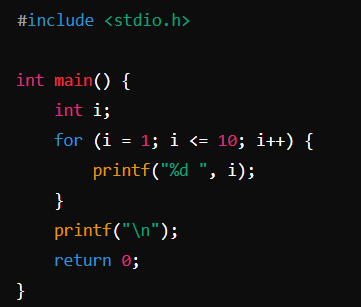 #include <stdio.h>

int main() {
    int i;
    for (i = 1; i <= 10; i++) {
        printf("%d ", i);
    }
    printf("\n");
    return 0;
}